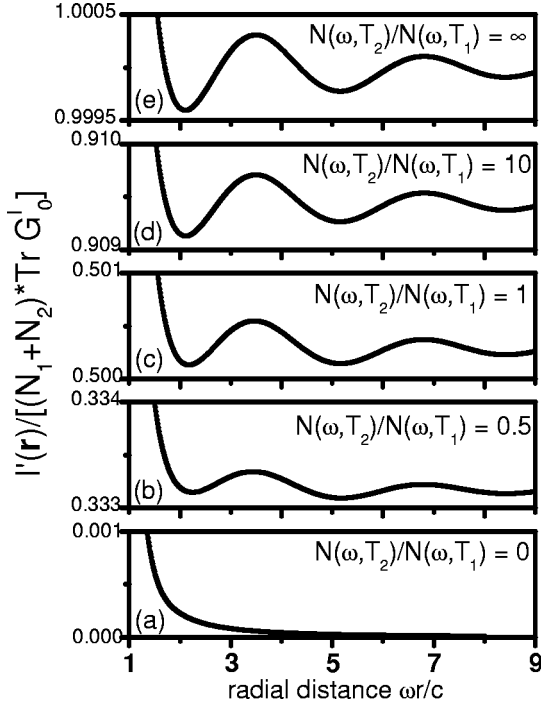 1.0005
N(ω,T₂)/N(ω,T₁) = ∞
(e)
0.9995
0.910
N(ω,T₂)/N(ω,T₁) = 10
(d)
0.909
0.501
N(ω,T₂)/N(ω,T₁) = 1
(c)
0.500
0.334
N(ω,T₂)/N(ω,T₁) = 0.5
(b)
0.333
0.001
N(ω,T₂)/N(ω,T₁) = 0
(a)
0.000
1 3 5 7 9
radial distance ωr/c
I'(r)/[(N₁+N₂)*Tr Gᴵ₀]